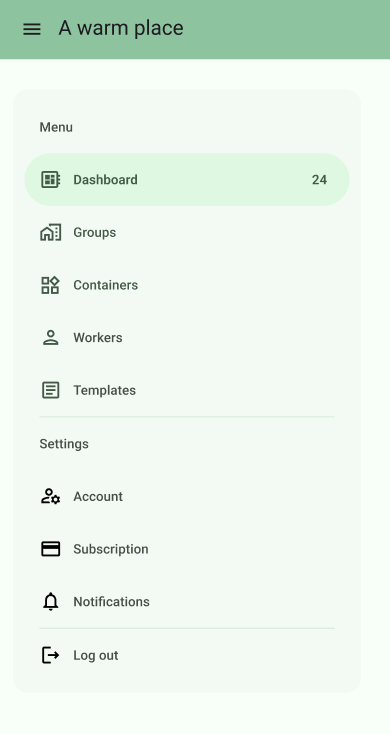 A warm place
Menu
Dashboard 24
Groups
Containers
Workers
Templates
Settings
Account
Subscription
Notifications
Log out